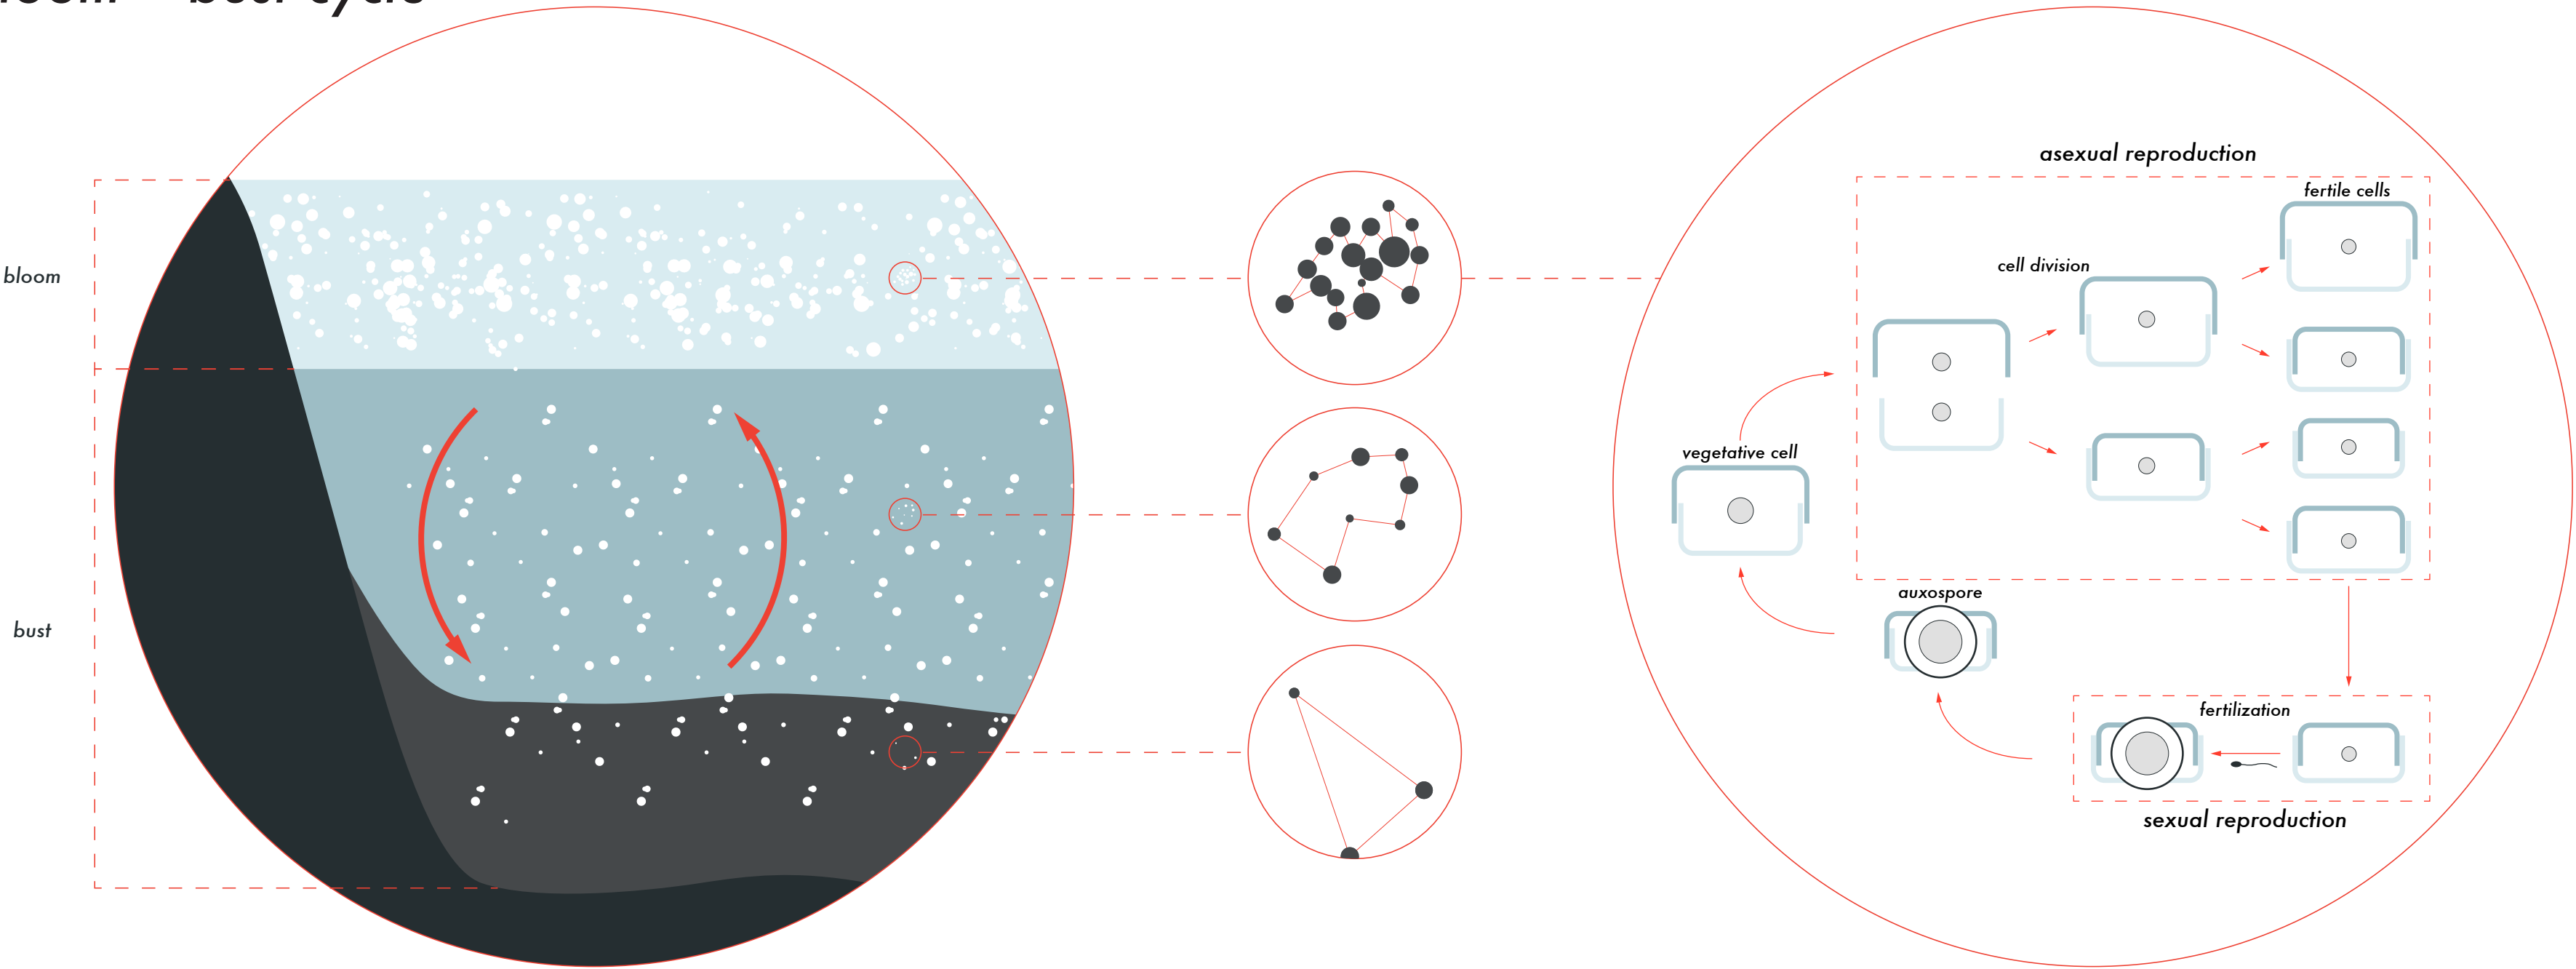 bloom
bust
asexual reproduction
fertile cells
cell division
vegetative cell
auxospore
fertilization
sexual reproduction